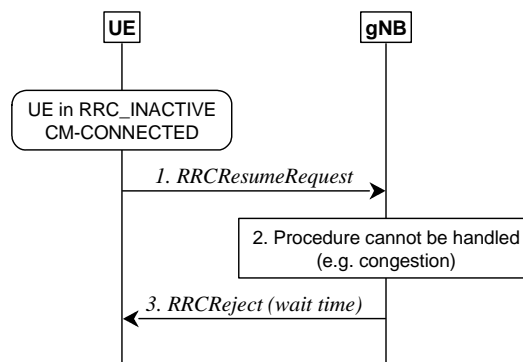 UE
gNB
UE in RRC_INACTIVE
CM-CONNECTED
1. RRCResumeRequest
2. Procedure cannot be handled
(e.g. congestion)
3. RRCReject (wait time)